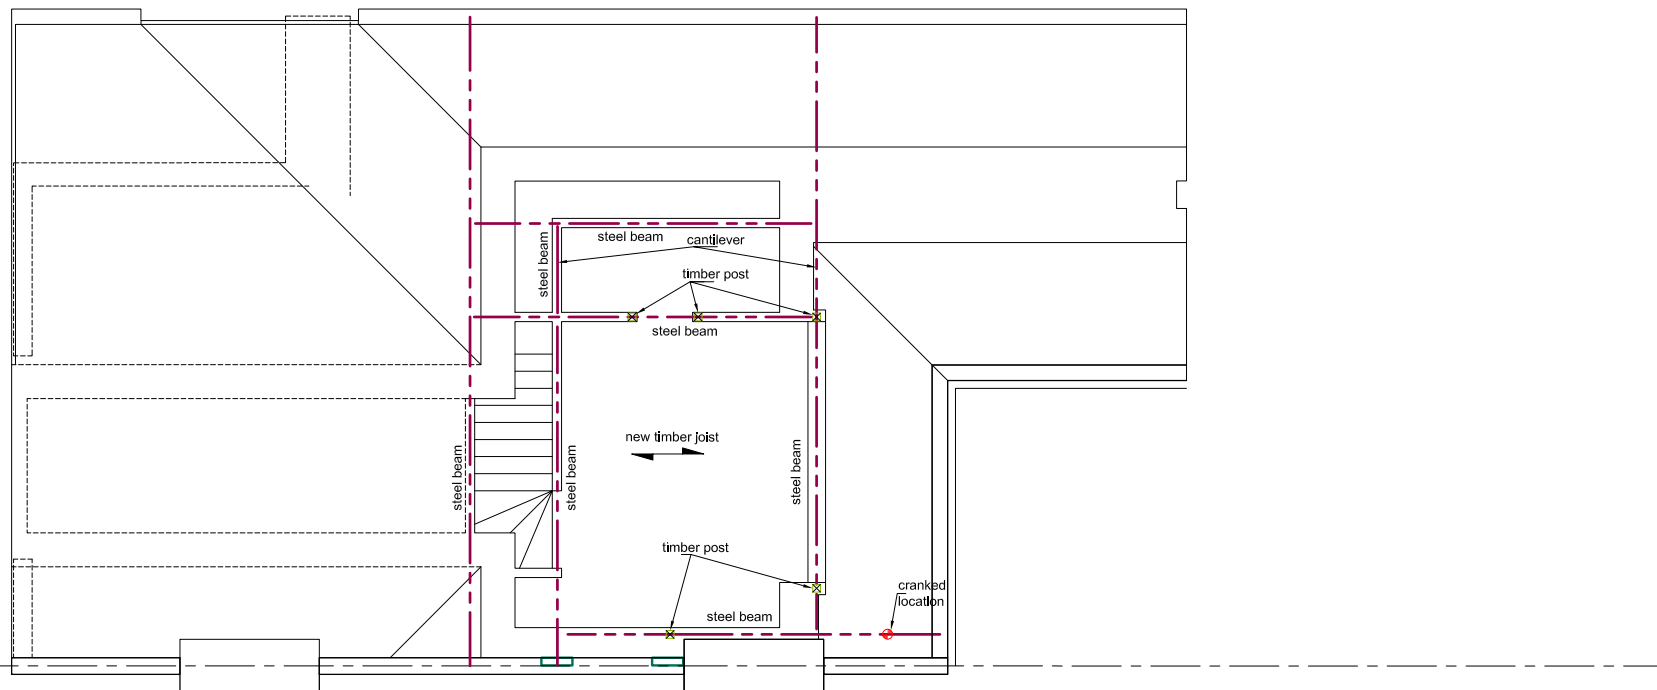 steel beam
steel beam
cantilever
timber post
steel beam
new timber joist
steel beam
steel beam
steel beam
timber post
cranked
location
steel beam